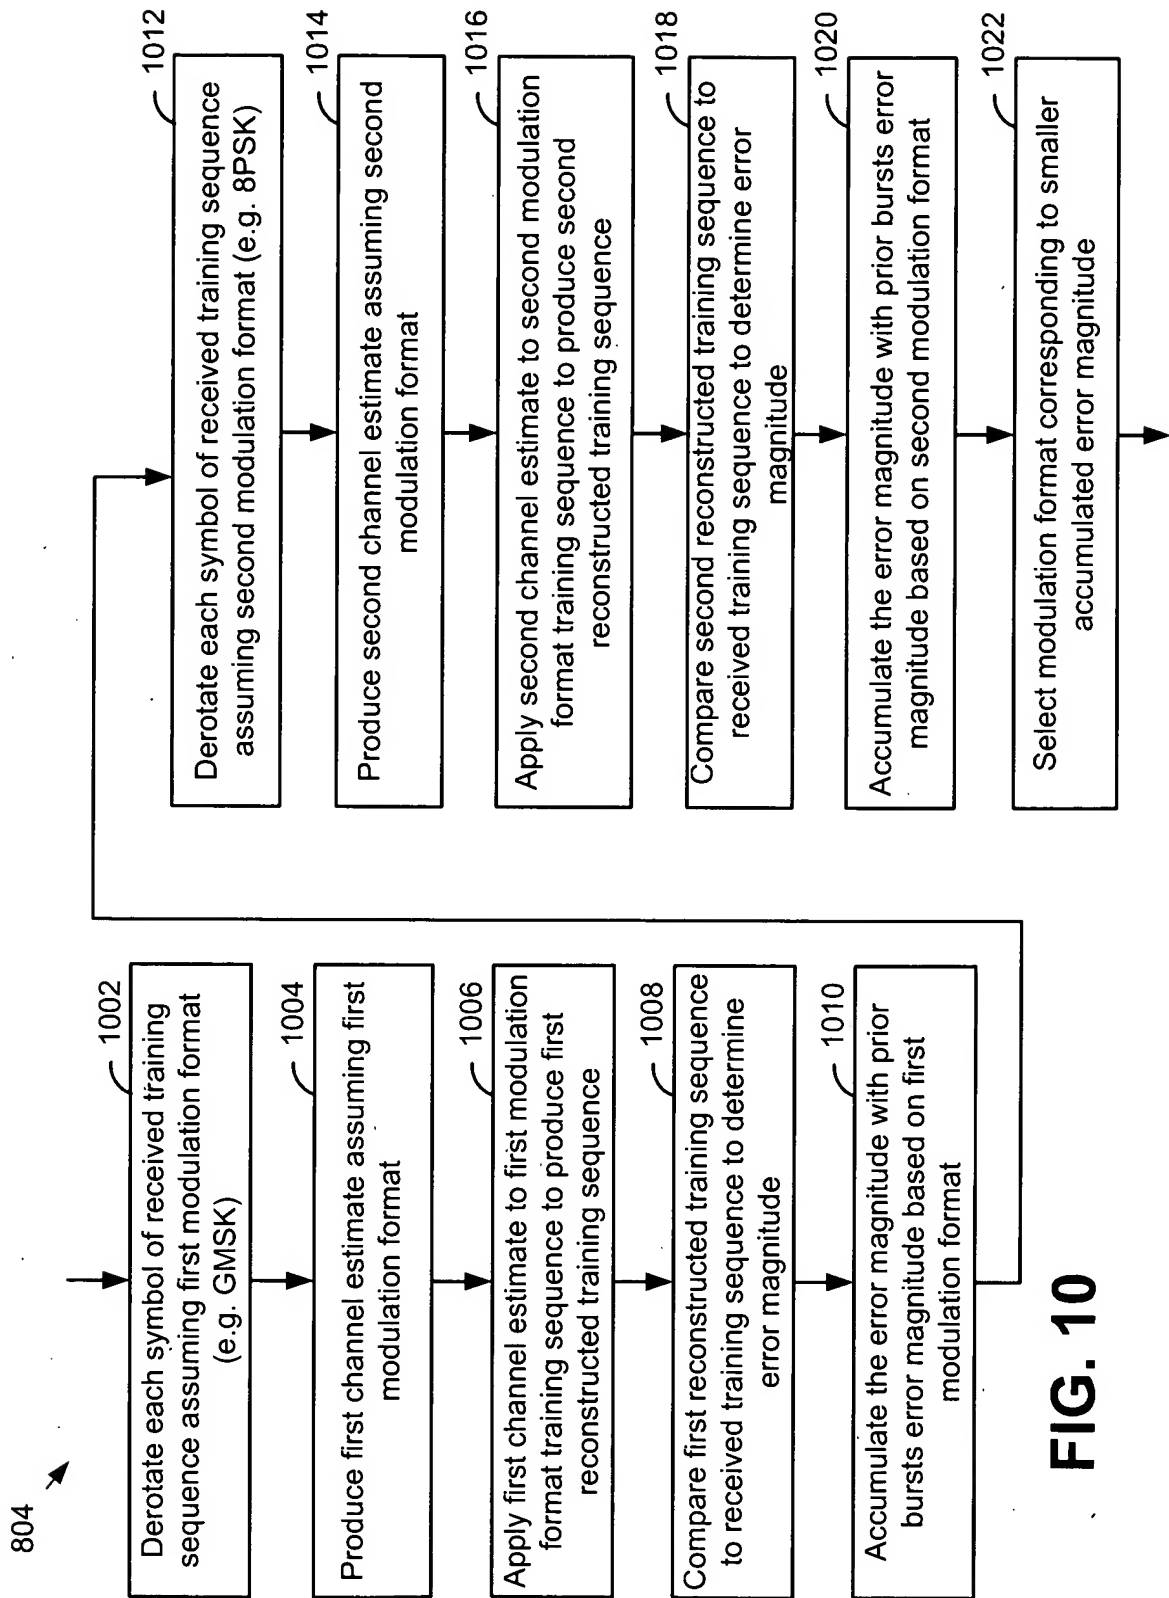 804
1002
Derotate each symbol of received training
sequence assuming first modulation format
(e.g. GMSK)
1004
Produce first channel estimate assuming first
modulation format
1006
Apply first channel estimate to first modulation
format training sequence to produce first
reconstructed training sequence
1008
Compare first reconstructed training sequence
to received training sequence to determine
error magnitude
1010
Accumulate the error magnitude with prior
bursts error magnitude based on first
modulation format
1012
Derotate each symbol of received training sequence
assuming second modulation format (e.g. 8PSK)
1014
Produce second channel estimate assuming second
modulation format
1016
Apply second channel estimate to second modulation
format training sequence to produce second
reconstructed training sequence
1018
Compare second reconstructed training sequence to
received training sequence to determine error
magnitude
1020
Accumulate the error magnitude with prior bursts error
magnitude based on second modulation format
1022
Select modulation format corresponding to smaller
accumulated error magnitude
FIG. 10